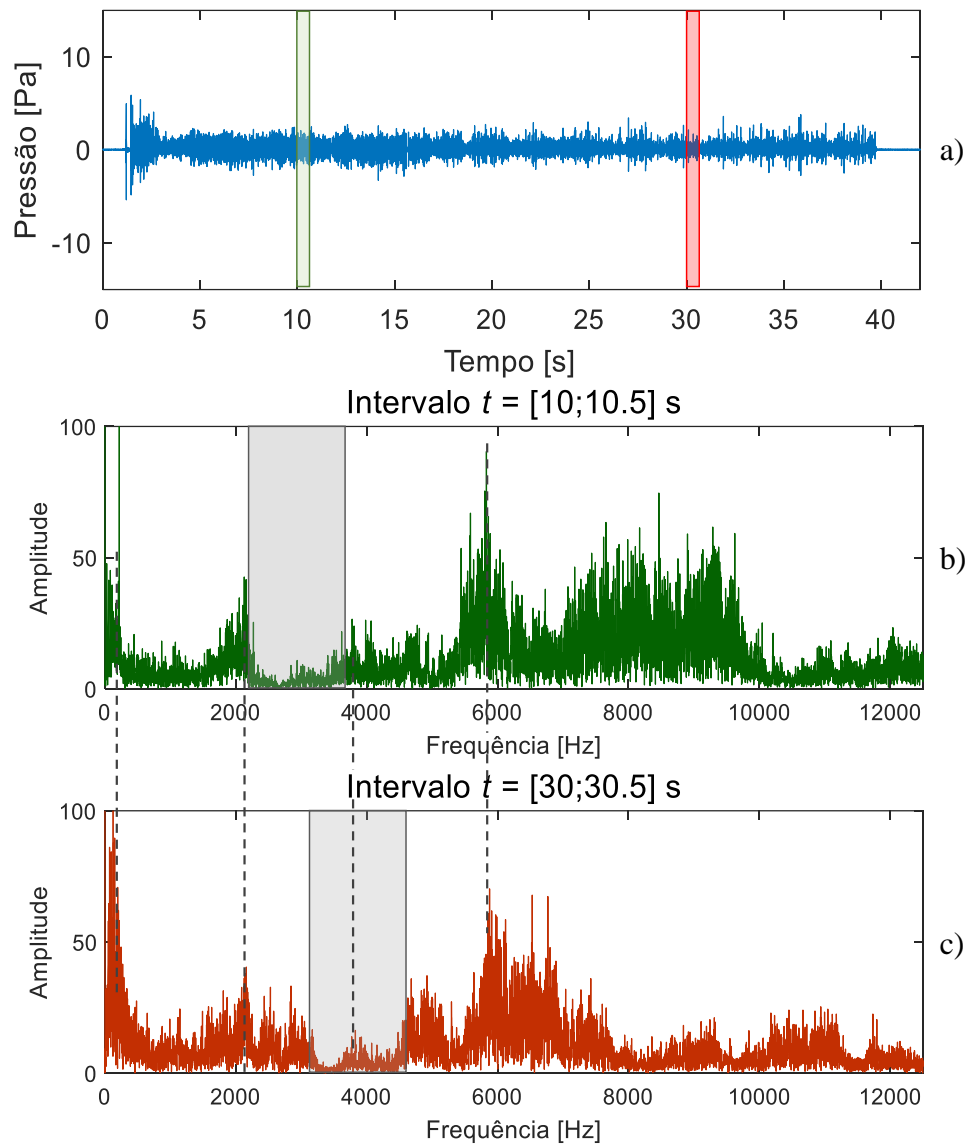 10
0
-10
Pressão [Pa]
a)
0 5 10 15 20 25 30 35 40
Tempo [s]
Intervalo t = [10;10.5] s
100
50
0
Amplitude
b)
0 2000 4000 6000 8000 10000 12000
Frequência [Hz]
Intervalo t = [30;30.5] s
100
50
0
Amplitude
c)
0 2000 4000 6000 8000 10000 12000
Frequência [Hz]